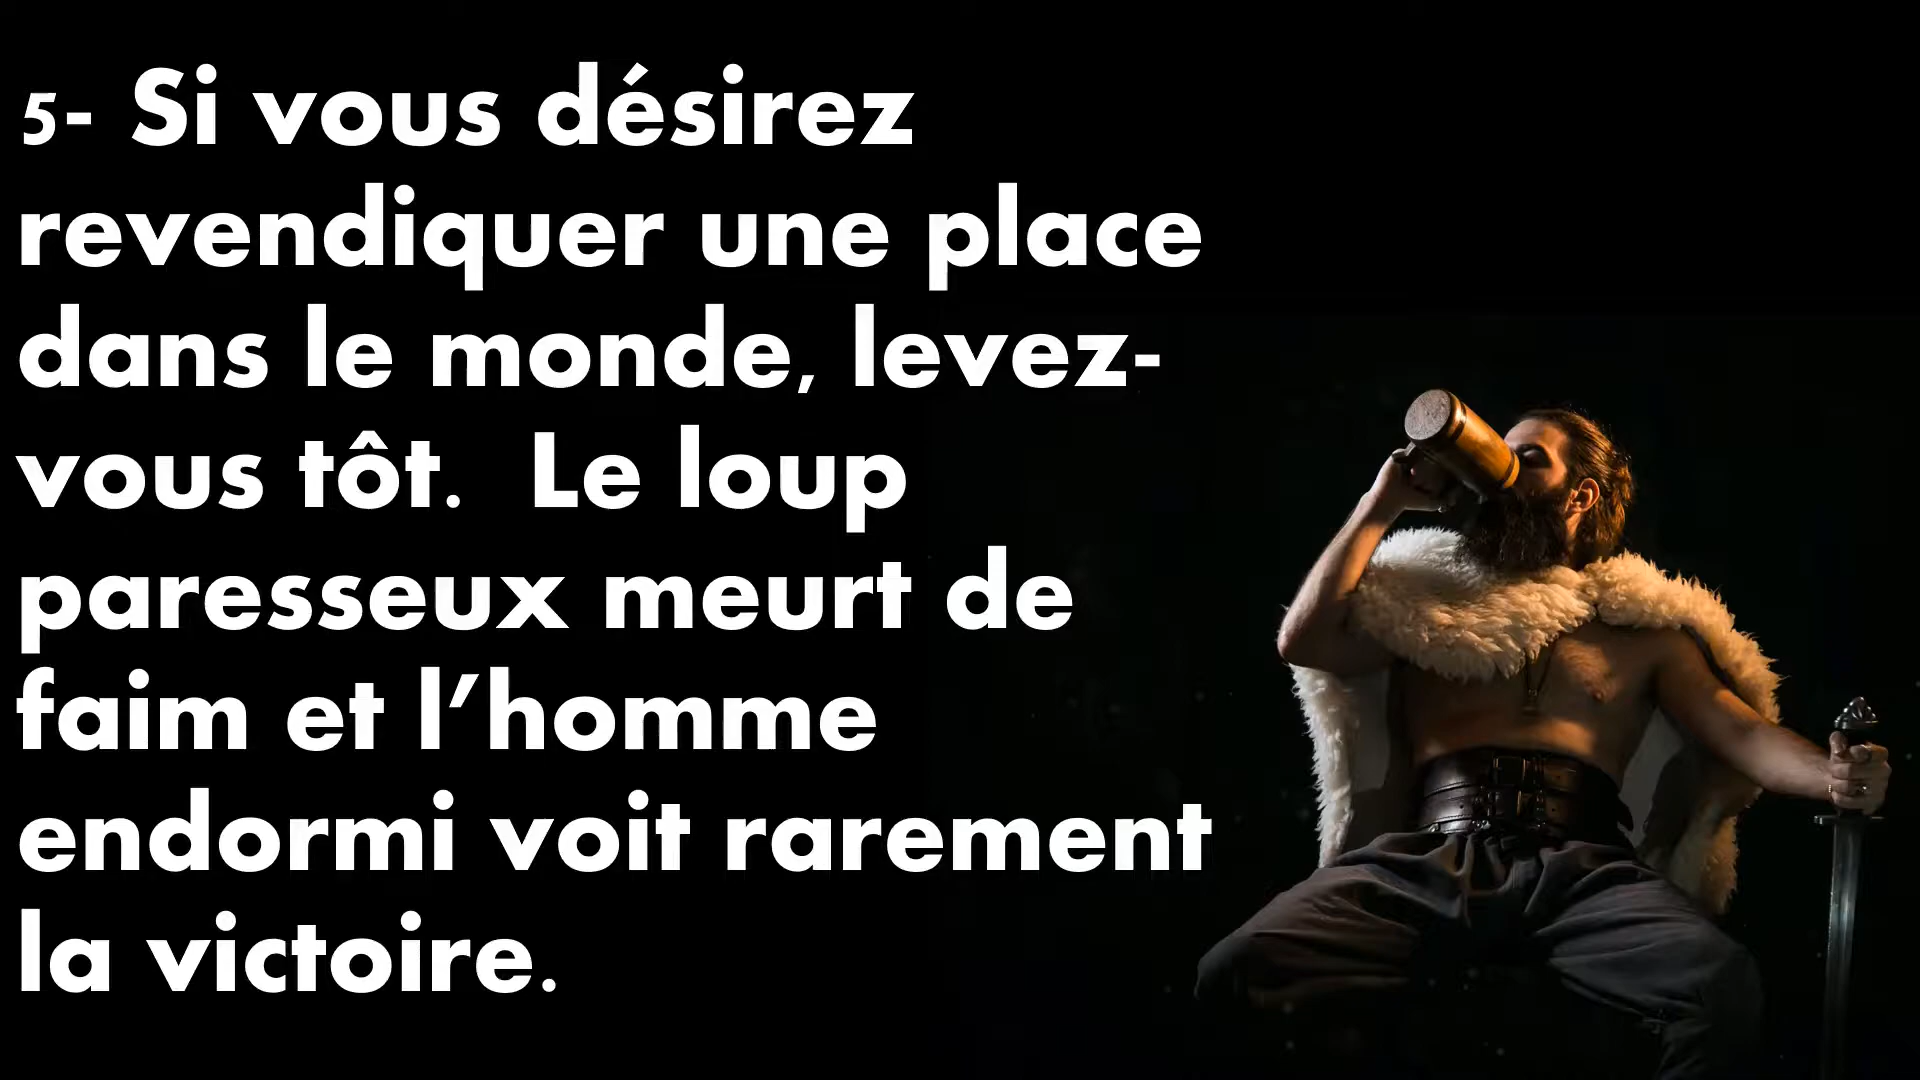 5- Si vous désirez
revendiquer une place
dans le monde, levez-
vous tôt.  Le loup
paresseux meurt de
faim et l’homme
endormi voit rarement
la victoire.